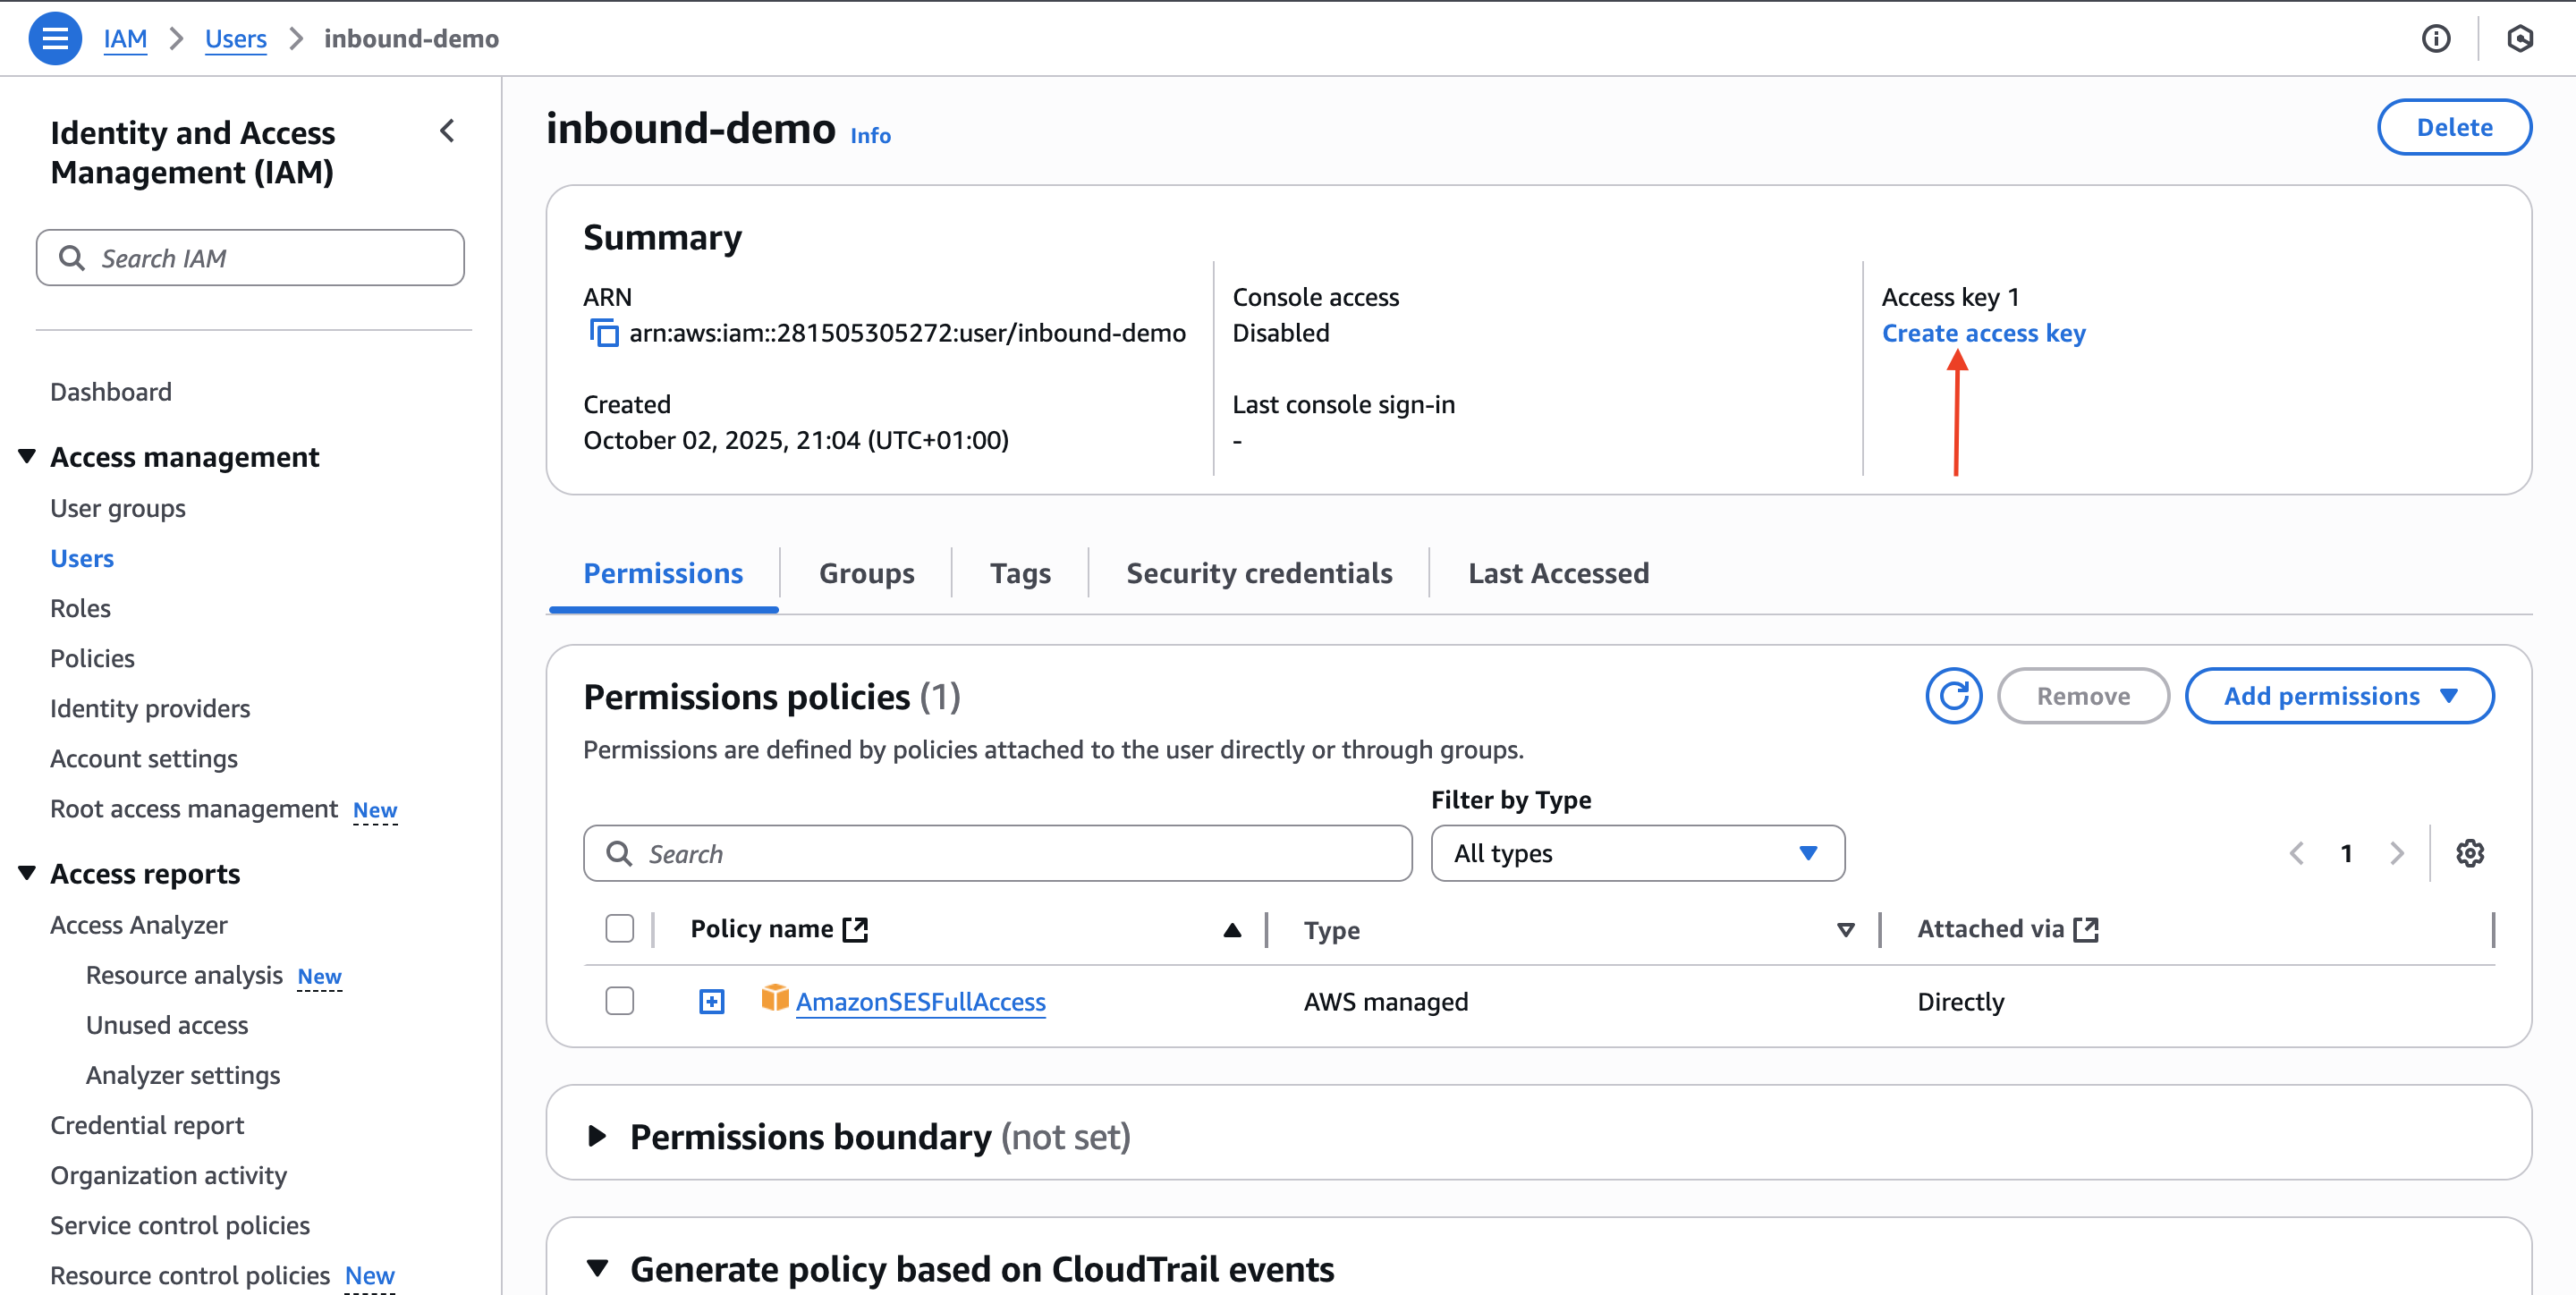 IAM > Users > inbound-demo
Identity and Access
Management (IAM)
Search IAM
Dashboard
Access management
User groups
Users
Roles
Policies
Identity providers
Account settings
Root access management New
Access reports
Access Analyzer
Resource analysis New
Unused access
Analyzer settings
Credential report
Organization activity
Service control policies
Resource control policies New
inbound-demo Info
Delete
Summary
ARN
arn:aws:iam::281505305272:user/inbound-demo
Created
October 02, 2025, 21:04 (UTC+01:00)
Console access
Disabled
Last console sign-in
-
Access key 1
Create access key
Permissions Groups Tags Security credentials Last Accessed
Permissions policies (1)
Remove
Add permissions
Permissions are defined by policies attached to the user directly or through groups.
Filter by Type
Search
All types
1
Policy name Type Attached via
AmazonSESFullAccess AWS managed Directly
Permissions boundary (not set)
Generate policy based on CloudTrail events